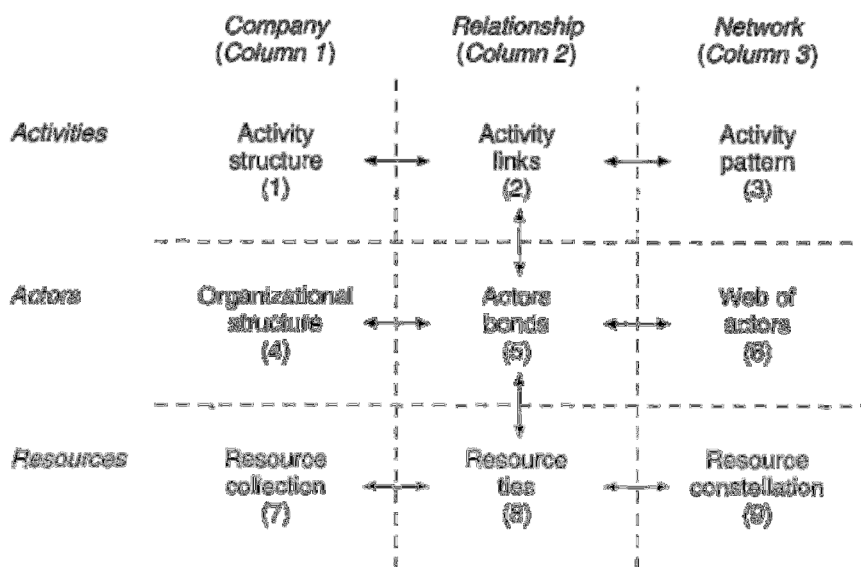 Company Relationship Network
(Column 1) (Column 2) (Column 3)
Activities Activity Activity Activity
structure links pattern
(1) (2) (3)
Actors Organizational Actors Web of
structure bonds actors
(4) (5) (6)
Resources Resource Resource Resource
collection ties constellation
(7) (8) (9)